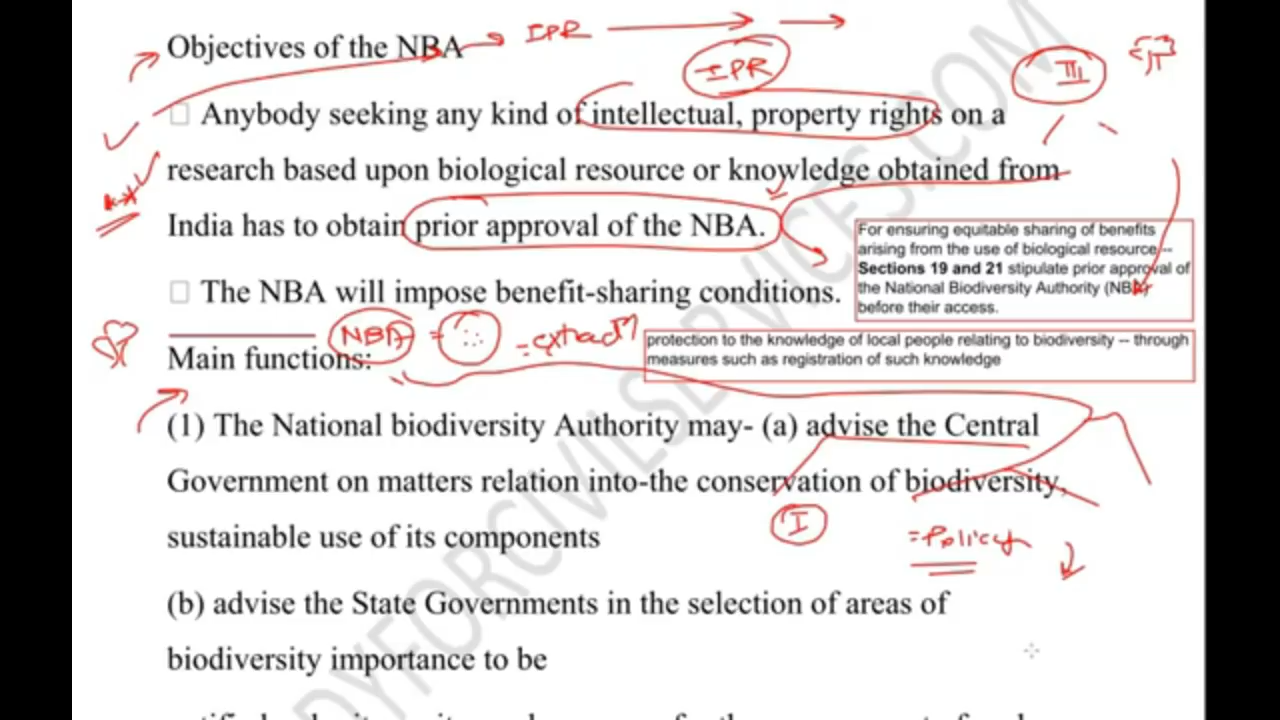 Objectives of the NBA → IPR
IPR
III
Anybody seeking any kind of intellectual, property rights on a
research based upon biological resource or knowledge obtained from
India has to obtain prior approval of the NBA.
For ensuring equitable sharing of benefits
arising from the use of biological resource --
Sections 19 and 21 stipulate prior approval of
the National Biodiversity Authority (NBA)
before their access.
The NBA will impose benefit-sharing conditions.
NBA =
protection to the knowledge of local people relating to biodiversity -- through
measures such as registration of such knowledge
Main functions:
(1) The National biodiversity Authority may- (a) advise the Central
Government on matters relation into-the conservation of biodiversity,
I
sustainable use of its components
= Policy
(b) advise the State Governments in the selection of areas of
biodiversity importance to be
DYFORCIVILSERVICES.COM